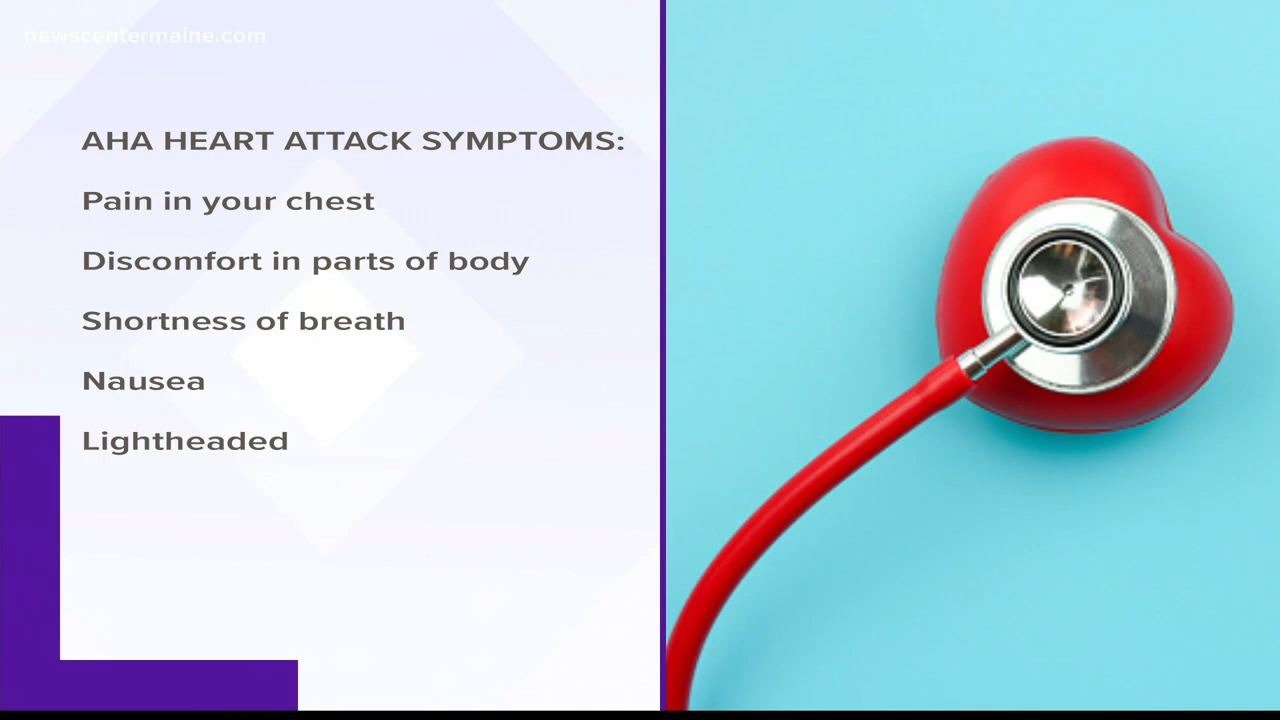 newscentermaine.com
AHA HEART ATTACK SYMPTOMS:
Pain in your chest
Discomfort in parts of body
Shortness of breath
Nausea
Lightheaded